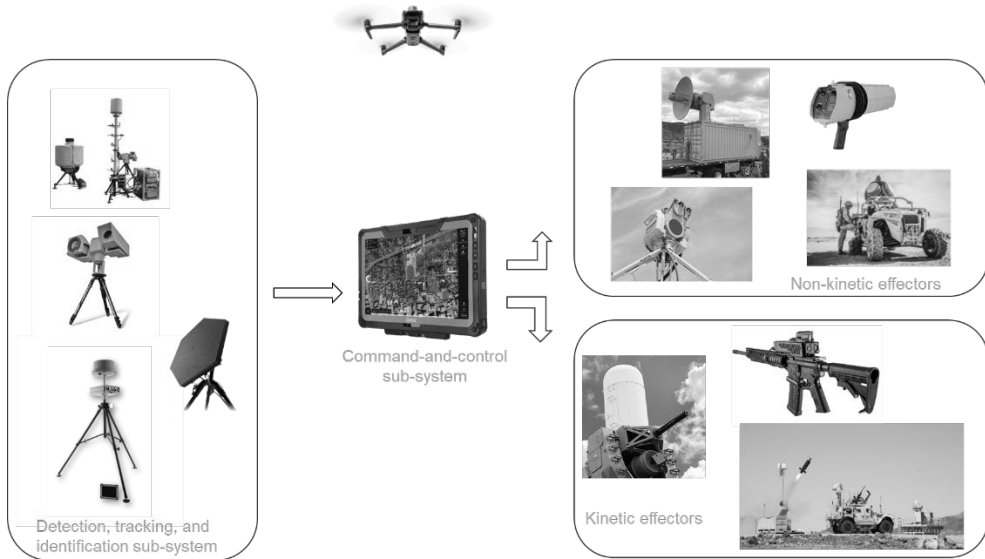 Detection, tracking, and
identification sub-system
Command-and-control
sub-system
Non-kinetic effectors
Kinetic effectors